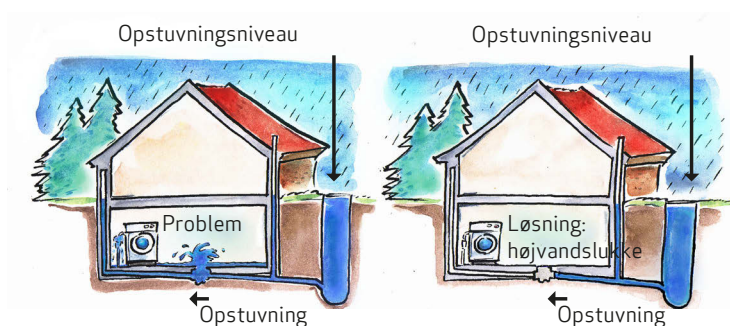 Opstuvningsniveau
Problem
Opstuvning
Opstuvningsniveau
Løsning:
højvandslukke
Opstuvning